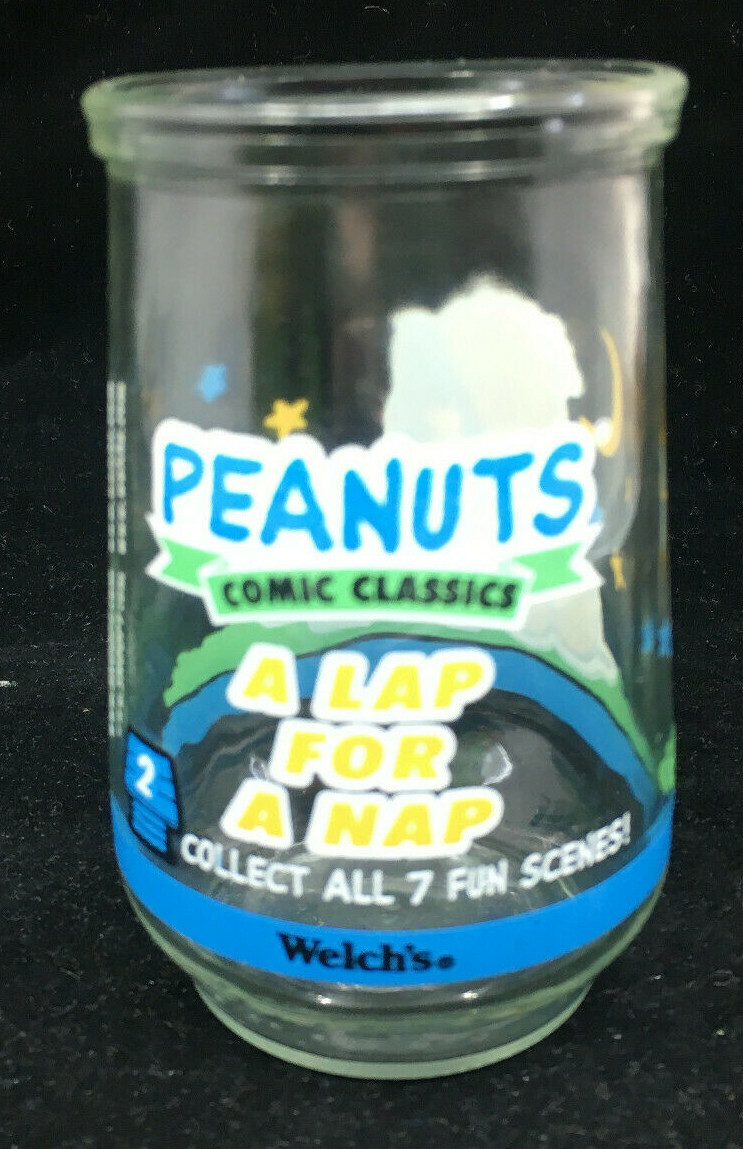 PEANUTS
COMIC CLASSICS
A LAP
FOR
A NAP
2
COLLECT ALL 7 FUN SCENES!
Welch's®